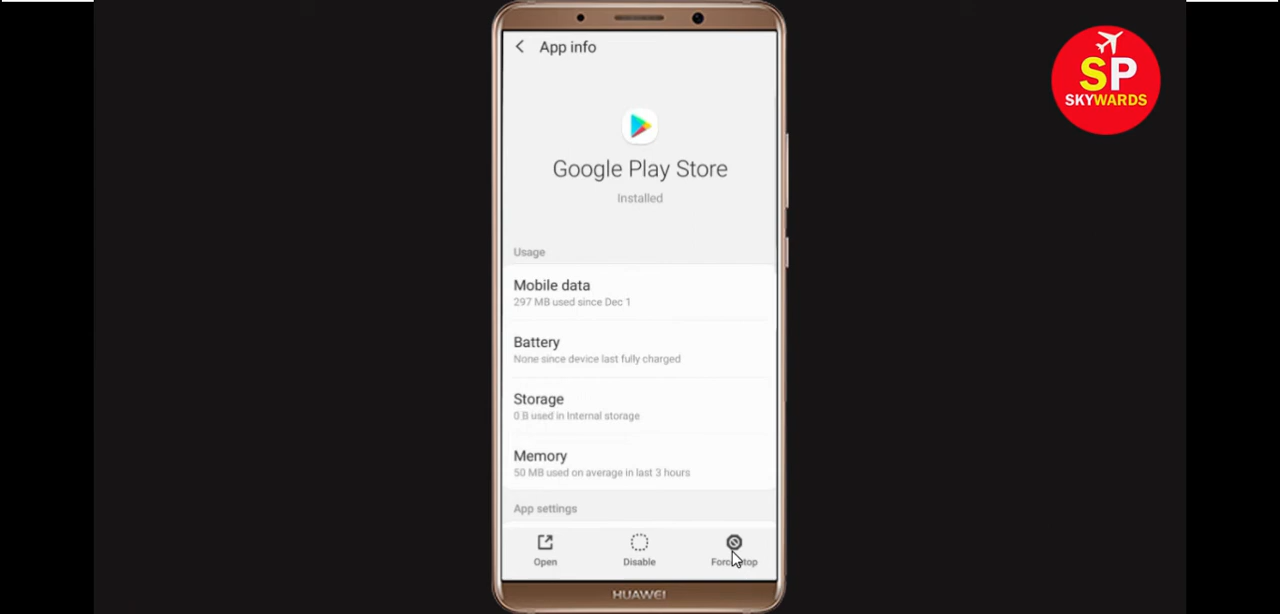 App info
SP
SKYWARDS
Google Play Store
Installed
Usage
Mobile data
297 MB used since Dec 1
Battery
None since device last fully charged
Storage
0 B used in Internal storage
Memory
50 MB used on average in last 3 hours
App settings
Open
Disable
Force stop
HUAWEI